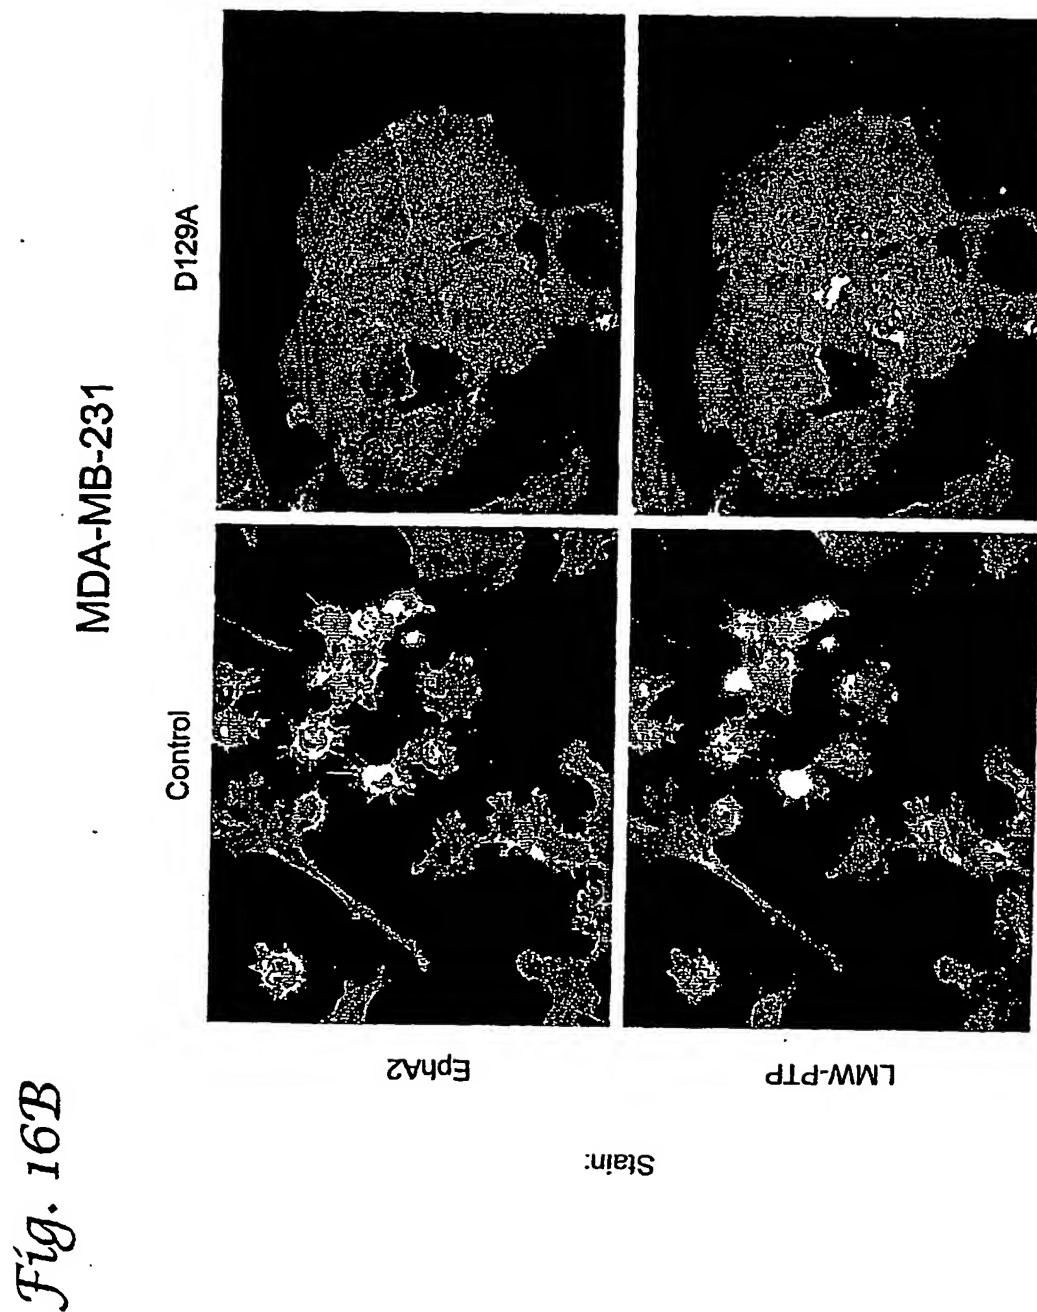 Fig. 16B
MDA-MB-231
Control
D129A
Stain:
EphA2
LMW-PTP